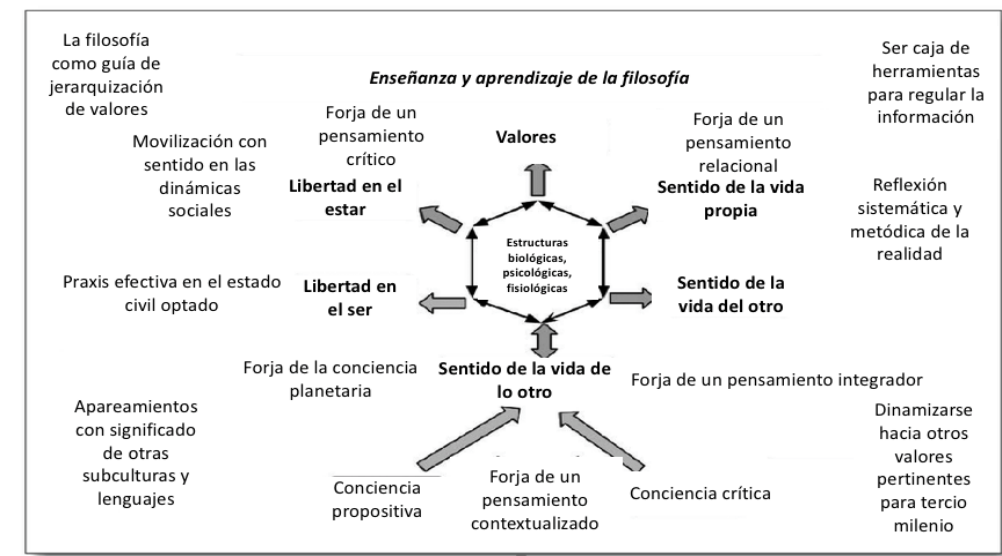 La filosofía
como guía de
jerarquización
de valores
Enseñanza y aprendizaje de la filosofía
Ser caja de
herramientas
para regular la
información
Forja de un
pensamiento
crítico
Valores
Forja de un
pensamiento
relacional
Movilización con
sentido en las
dinámicas
sociales
Libertad en el
estar
Sentido de la vida
propia
Reflexión
sistemática y
metódica de la
realidad
Estructuras
biológicas,
psicológicas,
fisiológicas
Praxis efectiva en el estado
civil optado
Libertad en
el ser
Sentido de la
vida del otro
Forja de la conciencia
planetaria
Sentido de la vida de
lo otro
Forja de un pensamiento integrador
Apareamientos
con significado
de otras
subculturas y
lenguajes
Dinamizarse
hacia otros
valores
pertinentes
para tercio
milenio
Conciencia
propositiva
Forja de un
pensamiento
contextualizado
Conciencia crítica